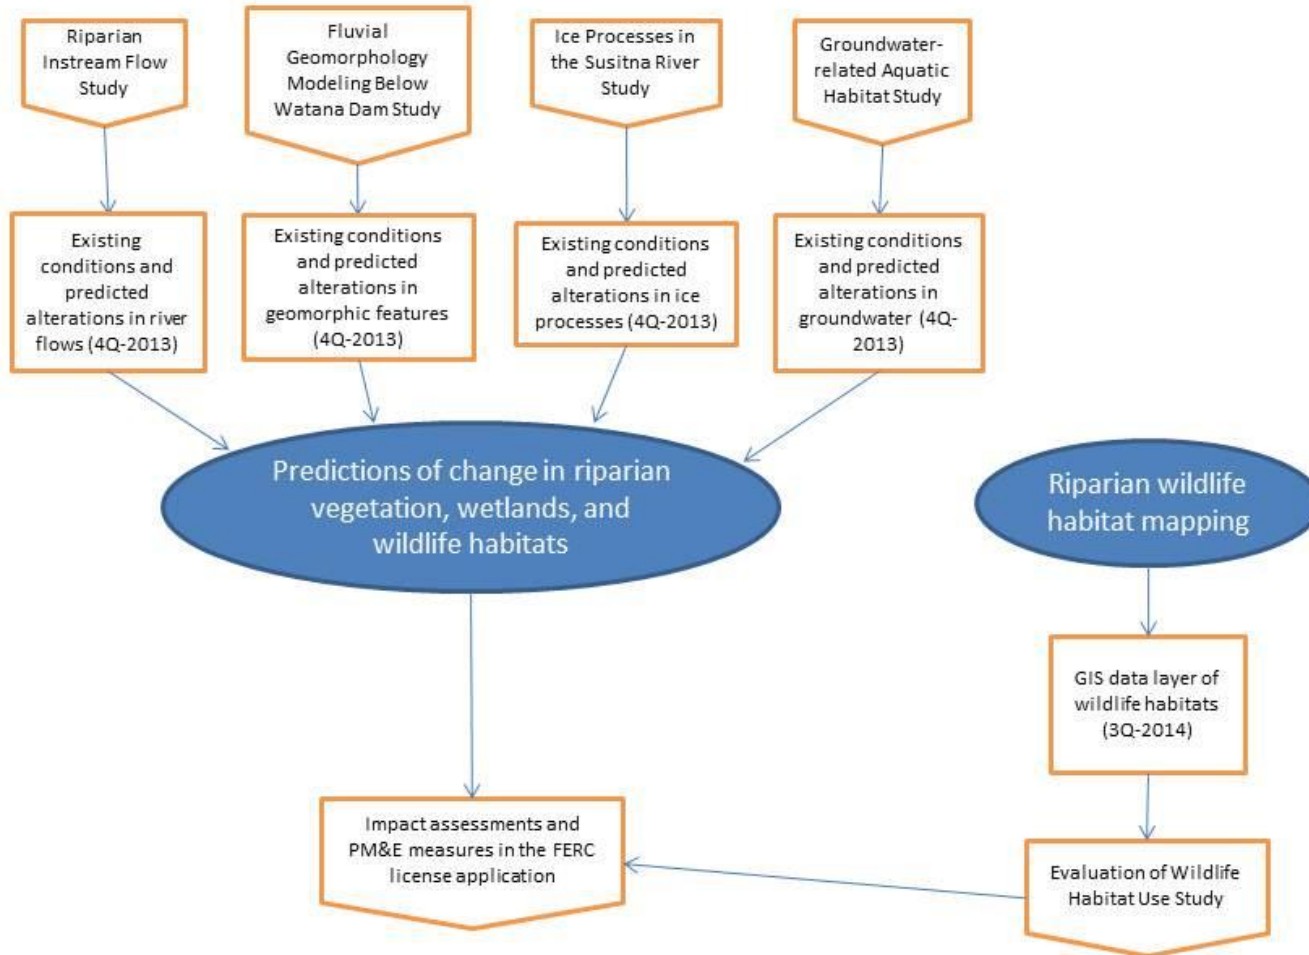 Riparian
Instream Flow
Study
Fluvial
Geomorphology
Modeling Below
Watana Dam Study
Ice Processes in
the Susitna River
Study
Groundwater-
related Aquatic
Habitat Study
Existing
conditions and
predicted
alterations in river
flows (4Q-2013)
Existing conditions
and predicted
alterations in
geomorphic features
(4Q-2013)
Existing conditions
and predicted
alterations in ice
processes (4Q-2013)
Existing conditions
and predicted
alterations in
groundwater (4Q-
2013)
Predictions of change in riparian
vegetation, wetlands, and
wildlife habitats
Riparian wildlife
habitat mapping
GIS data layer of
wildlife habitats
(3Q-2014)
Impact assessments and
PM&E measures in the FERC
license application
Evaluation of Wildlife
Habitat Use Study